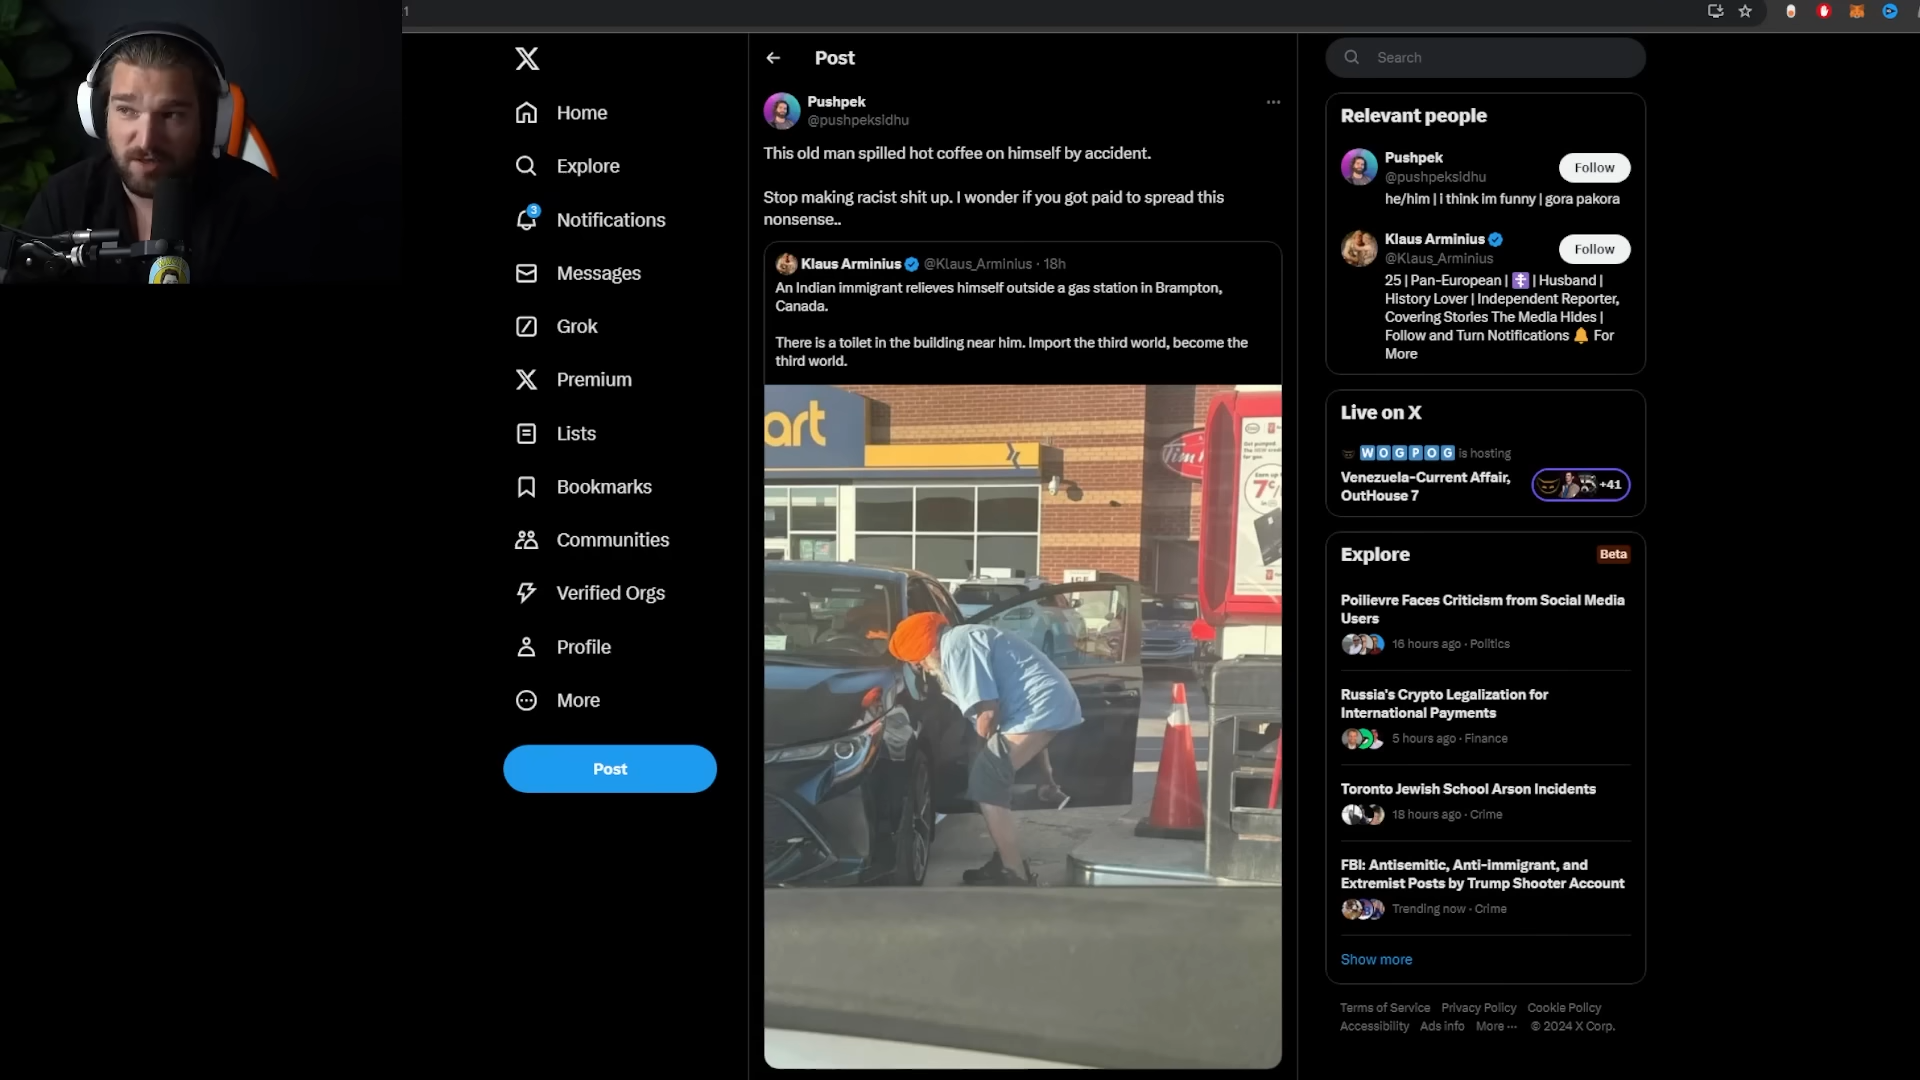 Home
Explore
3
Notifications
Messages
Grok
Premium
Lists
Bookmarks
Communities
Verified Orgs
Profile
More
Post
Post
Pushpek
@pushpeksidhu
This old man spilled hot coffee on himself by accident.
Stop making racist shit up. I wonder if you got paid to spread this
nonsense..
Klaus Arminius @Klaus_Arminius · 18h
An Indian immigrant relieves himself outside a gas station in Brampton,
Canada.
There is a toilet in the building near him. Import the third world, become the
third world.
art
Tim
7¢
Search
Relevant people
Pushpek
@pushpeksidhu
Follow
he/him | i think im funny | gora pakora
Klaus Arminius
@Klaus_Arminius
Follow
25 | Pan-European | ☦ | Husband |
History Lover | Independent Reporter,
Covering Stories The Media Hides |
Follow and Turn Notifications 🔔 For
More
Live on X
WOGPOG is hosting
Venezuela-Current Affair,
OutHouse 7
+41
Explore
Beta
Poilievre Faces Criticism from Social Media
Users
16 hours ago · Politics
Russia's Crypto Legalization for
International Payments
5 hours ago · Finance
Toronto Jewish School Arson Incidents
18 hours ago · Crime
FBI: Antisemitic, Anti-immigrant, and
Extremist Posts by Trump Shooter Account
Trending now · Crime
Show more
Terms of Service Privacy Policy Cookie Policy
Accessibility Ads info More ··· © 2024 X Corp.